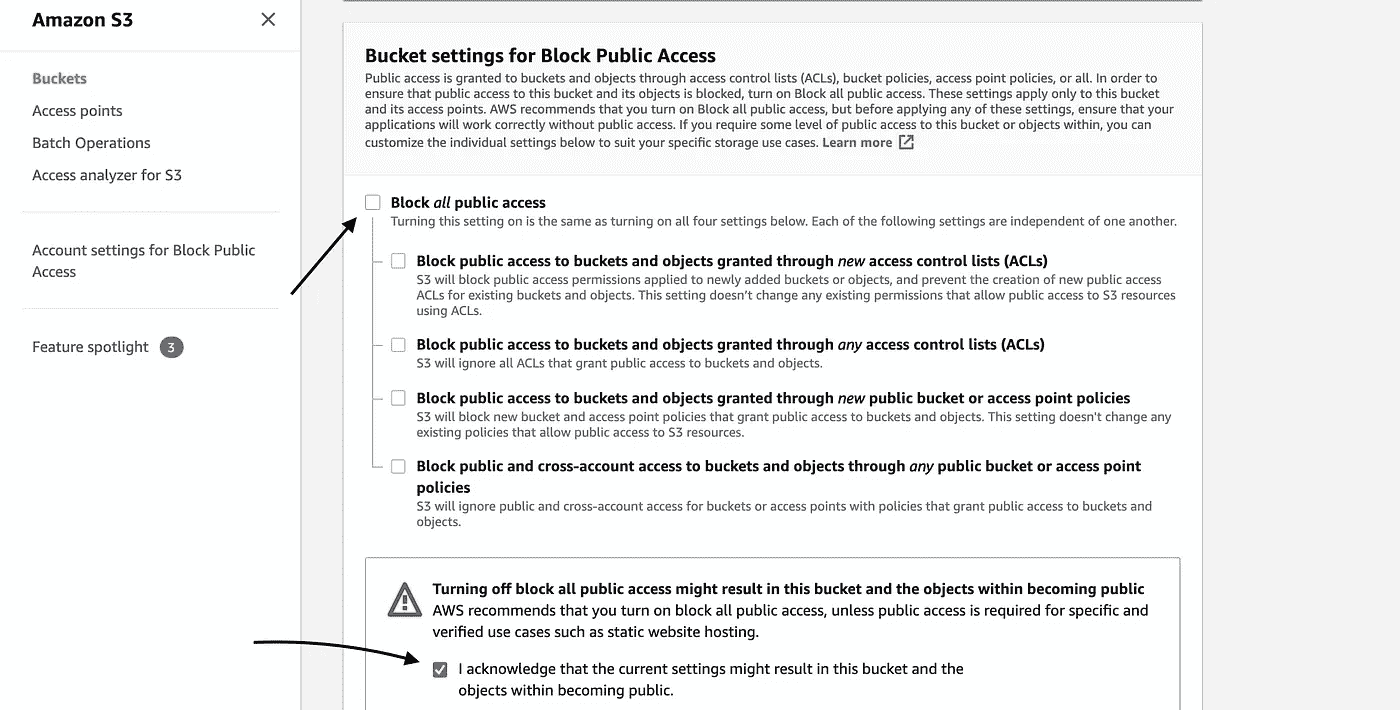 Amazon S3
Buckets
Access points
Batch Operations
Access analyzer for S3
Account settings for Block Public
Access
Feature spotlight 3
Bucket settings for Block Public Access
Public access is granted to buckets and objects through access control lists (ACLs), bucket policies, access point policies, or all. In order to
ensure that public access to this bucket and its objects is blocked, turn on Block all public access. These settings apply only to this bucket
and its access points. AWS recommends that you turn on Block all public access, but before applying any of these settings, ensure that your
applications will work correctly without public access. If you require some level of public access to this bucket or objects within, you can
customize the individual settings below to suit your specific storage use cases. Learn more
Block all public access
Turning this setting on is the same as turning on all four settings below. Each of the following settings are independent of one another.
Block public access to buckets and objects granted through new access control lists (ACLs)
S3 will block public access permissions applied to newly added buckets or objects, and prevent the creation of new public access
ACLs for existing buckets and objects. This setting doesn’t change any existing permissions that allow public access to S3 resources
using ACLs.
Block public access to buckets and objects granted through any access control lists (ACLs)
S3 will ignore all ACLs that grant public access to buckets and objects.
Block public access to buckets and objects granted through new public bucket or access point policies
S3 will block new bucket and access point policies that grant public access to buckets and objects. This setting doesn't change any
existing policies that allow public access to S3 resources.
Block public and cross-account access to buckets and objects through any public bucket or access point
policies
S3 will ignore public and cross-account access for buckets or access points with policies that grant public access to buckets and
objects.
Turning off block all public access might result in this bucket and the objects within becoming public
AWS recommends that you turn on block all public access, unless public access is required for specific and
verified use cases such as static website hosting.
I acknowledge that the current settings might result in this bucket and the
objects within becoming public.